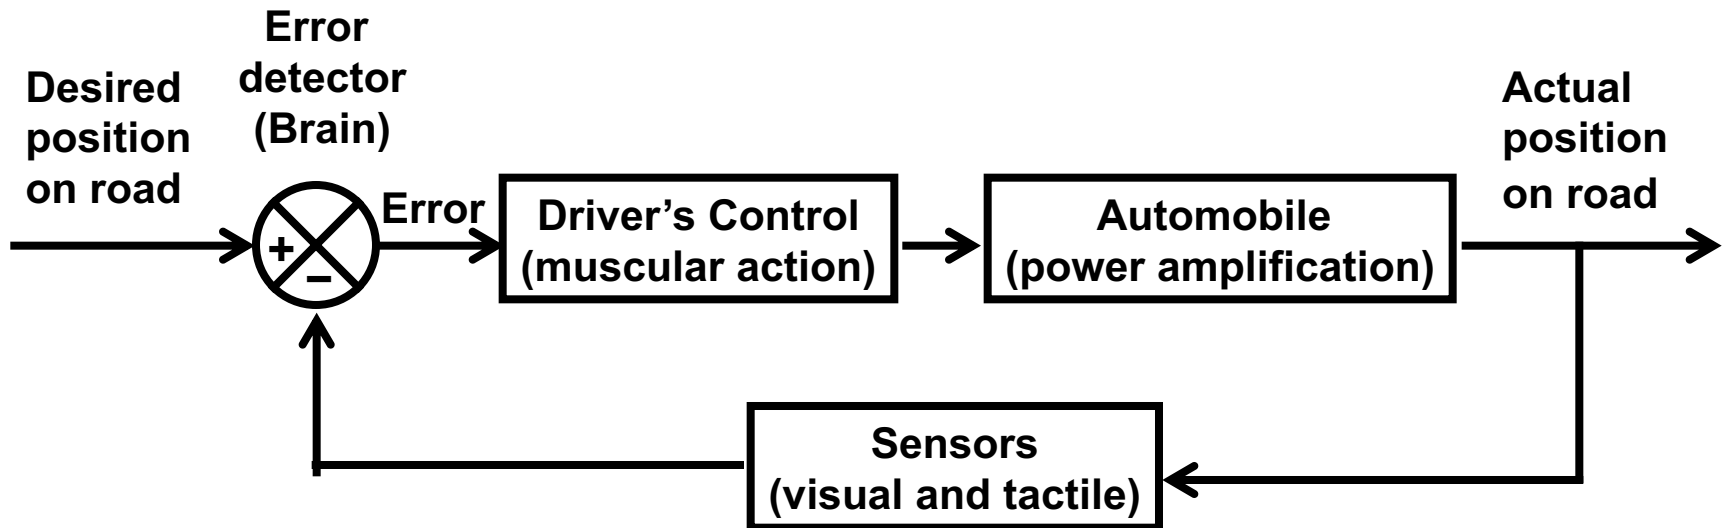 Desired
position
on road
Error
detector
(Brain)
+
−
Error
Driver’s Control
(muscular action)
Automobile
(power amplification)
Actual
position
on road
Sensors
(visual and tactile)